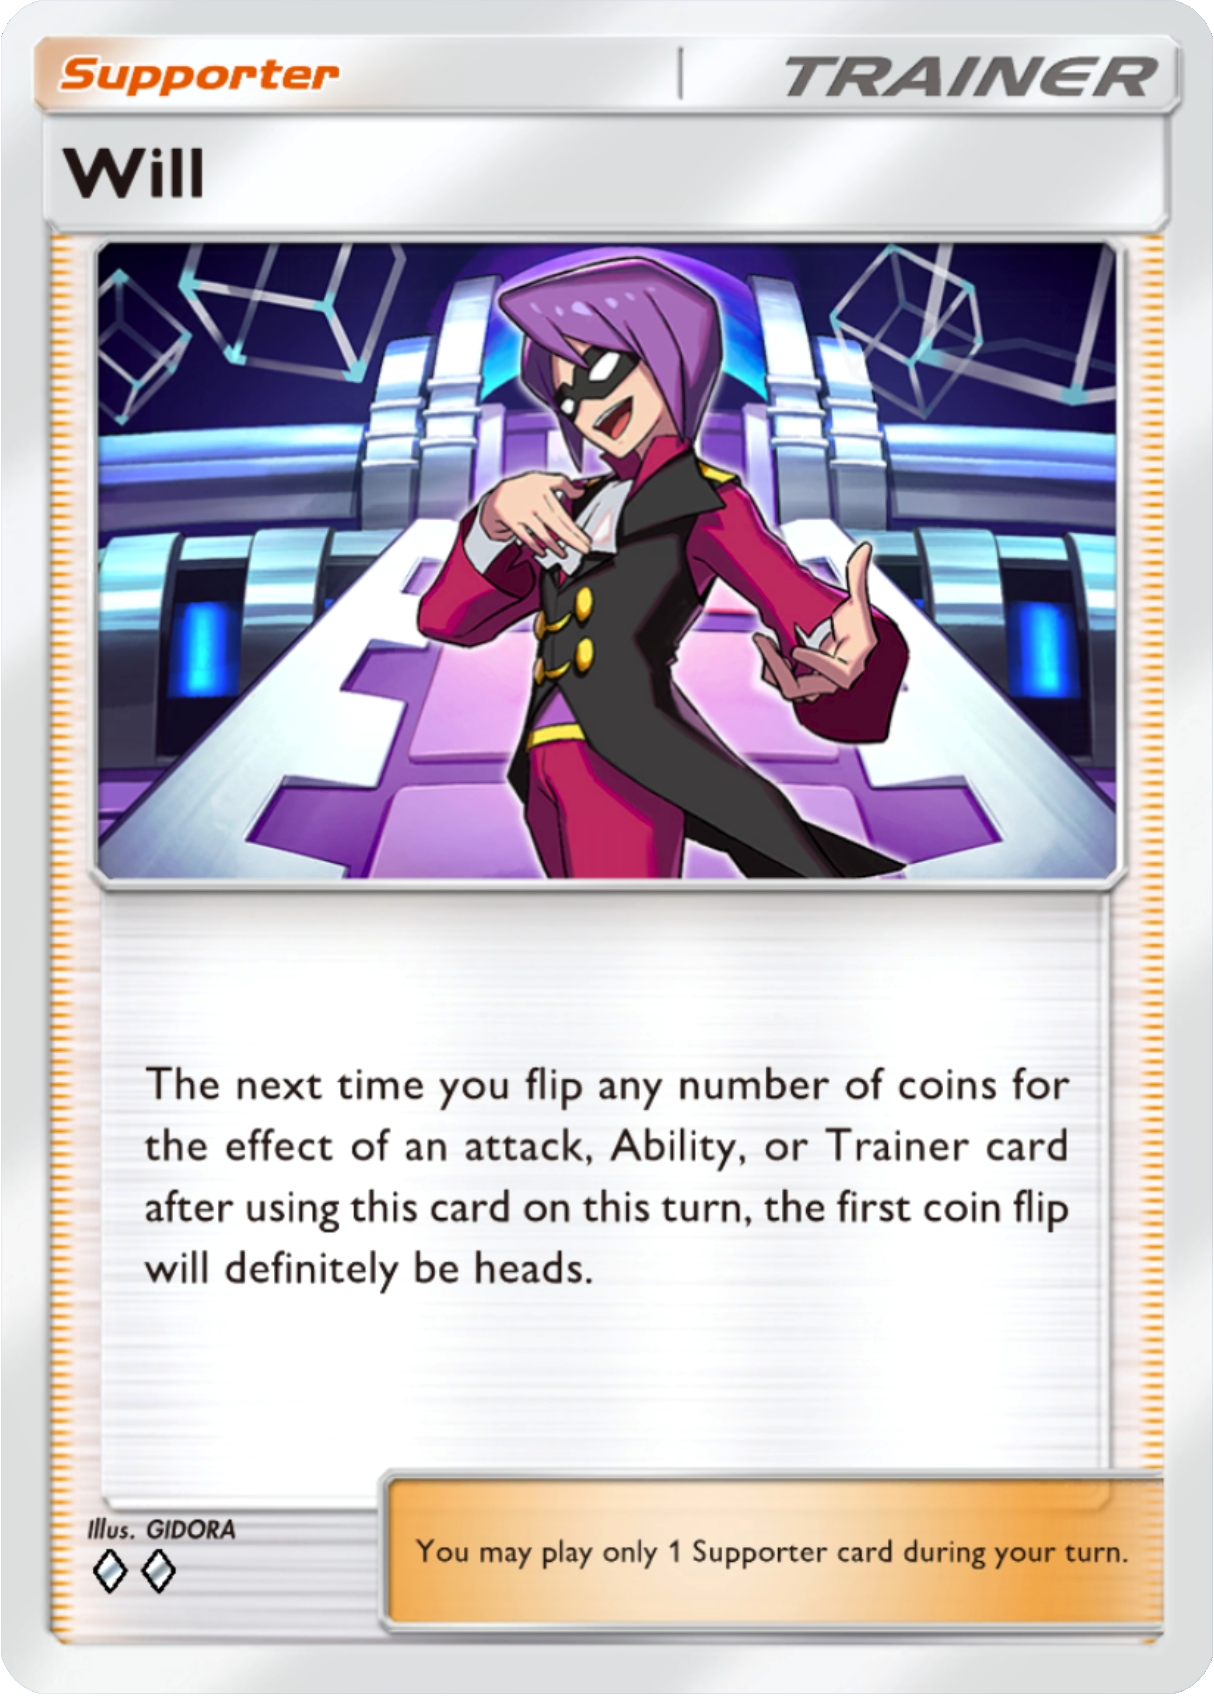 Supporter
TRAINER
Will
The next time you flip any number of coins for
the effect of an attack, Ability, or Trainer card
after using this card on this turn, the first coin flip
will definitely be heads.
Illus. GIDORA
You may play only 1 Supporter card during your turn.